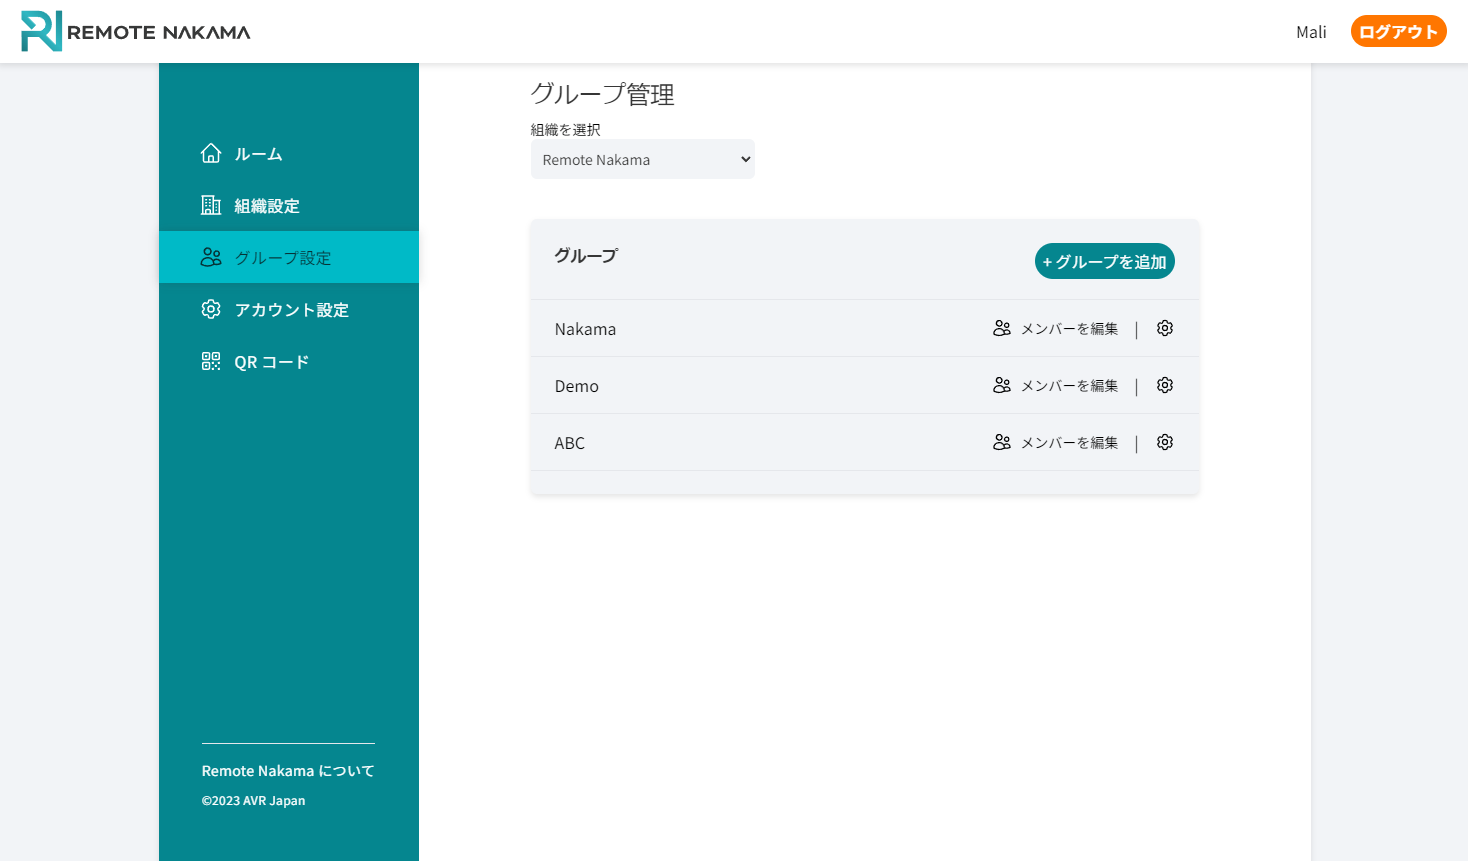 REMOTE NAKAMA
Mali
ログアウト
ルーム
組織設定
グループ設定
アカウント設定
QR コード
Remote Nakama について
©2023 AVR Japan
グループ管理
組織を選択
Remote Nakama
グループ
+ グループを追加
Nakama
メンバーを編集 |
Demo
メンバーを編集 |
ABC
メンバーを編集 |